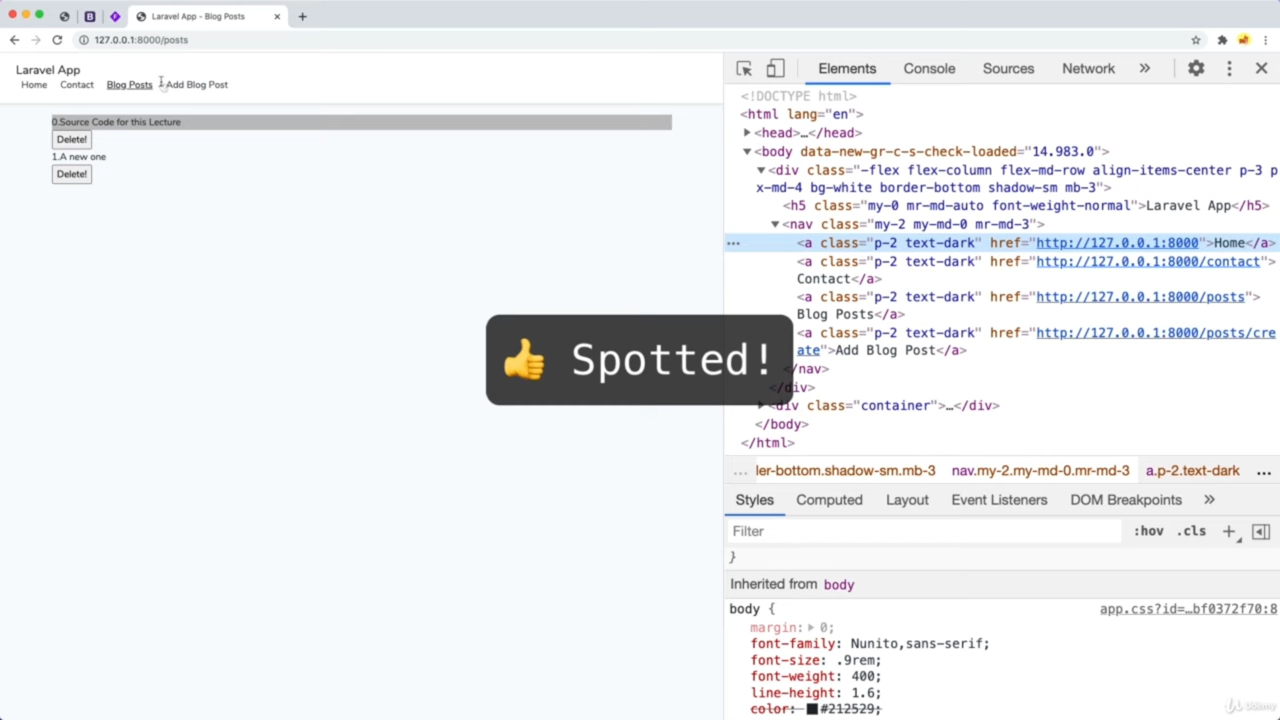 Laravel App - Blog Posts
127.0.0.1:8000/posts
Laravel App
Home Contact Blog Posts Add Blog Post
0.Source Code for this Lecture
Delete!
1.A new one
Delete!
👍 Spotted!
Elements Console Sources Network »
<!DOCTYPE html>
<html lang="en">
<head>…</head>
<body data-new-gr-c-s-check-loaded="14.983.0">
<div class="-flex flex-column flex-md-row align-items-center p-3 p
x-md-4 bg-white border-bottom shadow-sm mb-3">
<h5 class="my-0 mr-md-auto font-weight-normal">Laravel App</h5>
<nav class="my-2 my-md-0 mr-md-3">
… <a class="p-2 text-dark" href="http://127.0.0.1:8000">Home</a>
<a class="p-2 text-dark" href="http://127.0.0.1:8000/contact">
Contact</a>
<a class="p-2 text-dark" href="http://127.0.0.1:8000/posts">
Blog Posts</a>
<a class="p-2 text-dark" href="http://127.0.0.1:8000/posts/cre
ate">Add Blog Post</a>
</nav>
</div>
<div class="container">…</div>
</body>
</html>
… ler-bottom.shadow-sm.mb-3 nav.my-2.my-md-0.mr-md-3 a.p-2.text-dark …
Styles Computed Layout Event Listeners DOM Breakpoints »
Filter :hov .cls +
}
Inherited from body
body { app.css?id=…bf0372f70:8
margin: 0;
font-family: Nunito,sans-serif;
font-size: .9rem;
font-weight: 400;
line-height: 1.6;
color: #212529;
Udemy